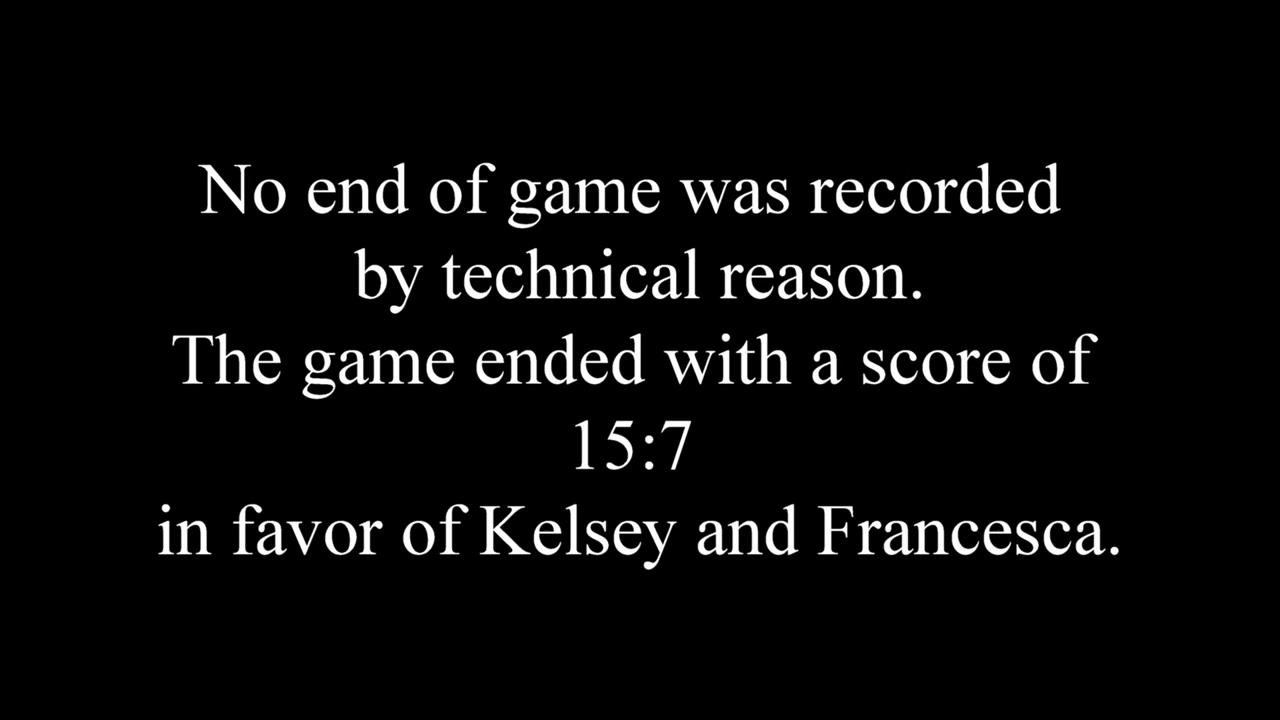 No end of game was recorded
by technical reason.
The game ended with a score of
15:7
in favor of Kelsey and Francesca.